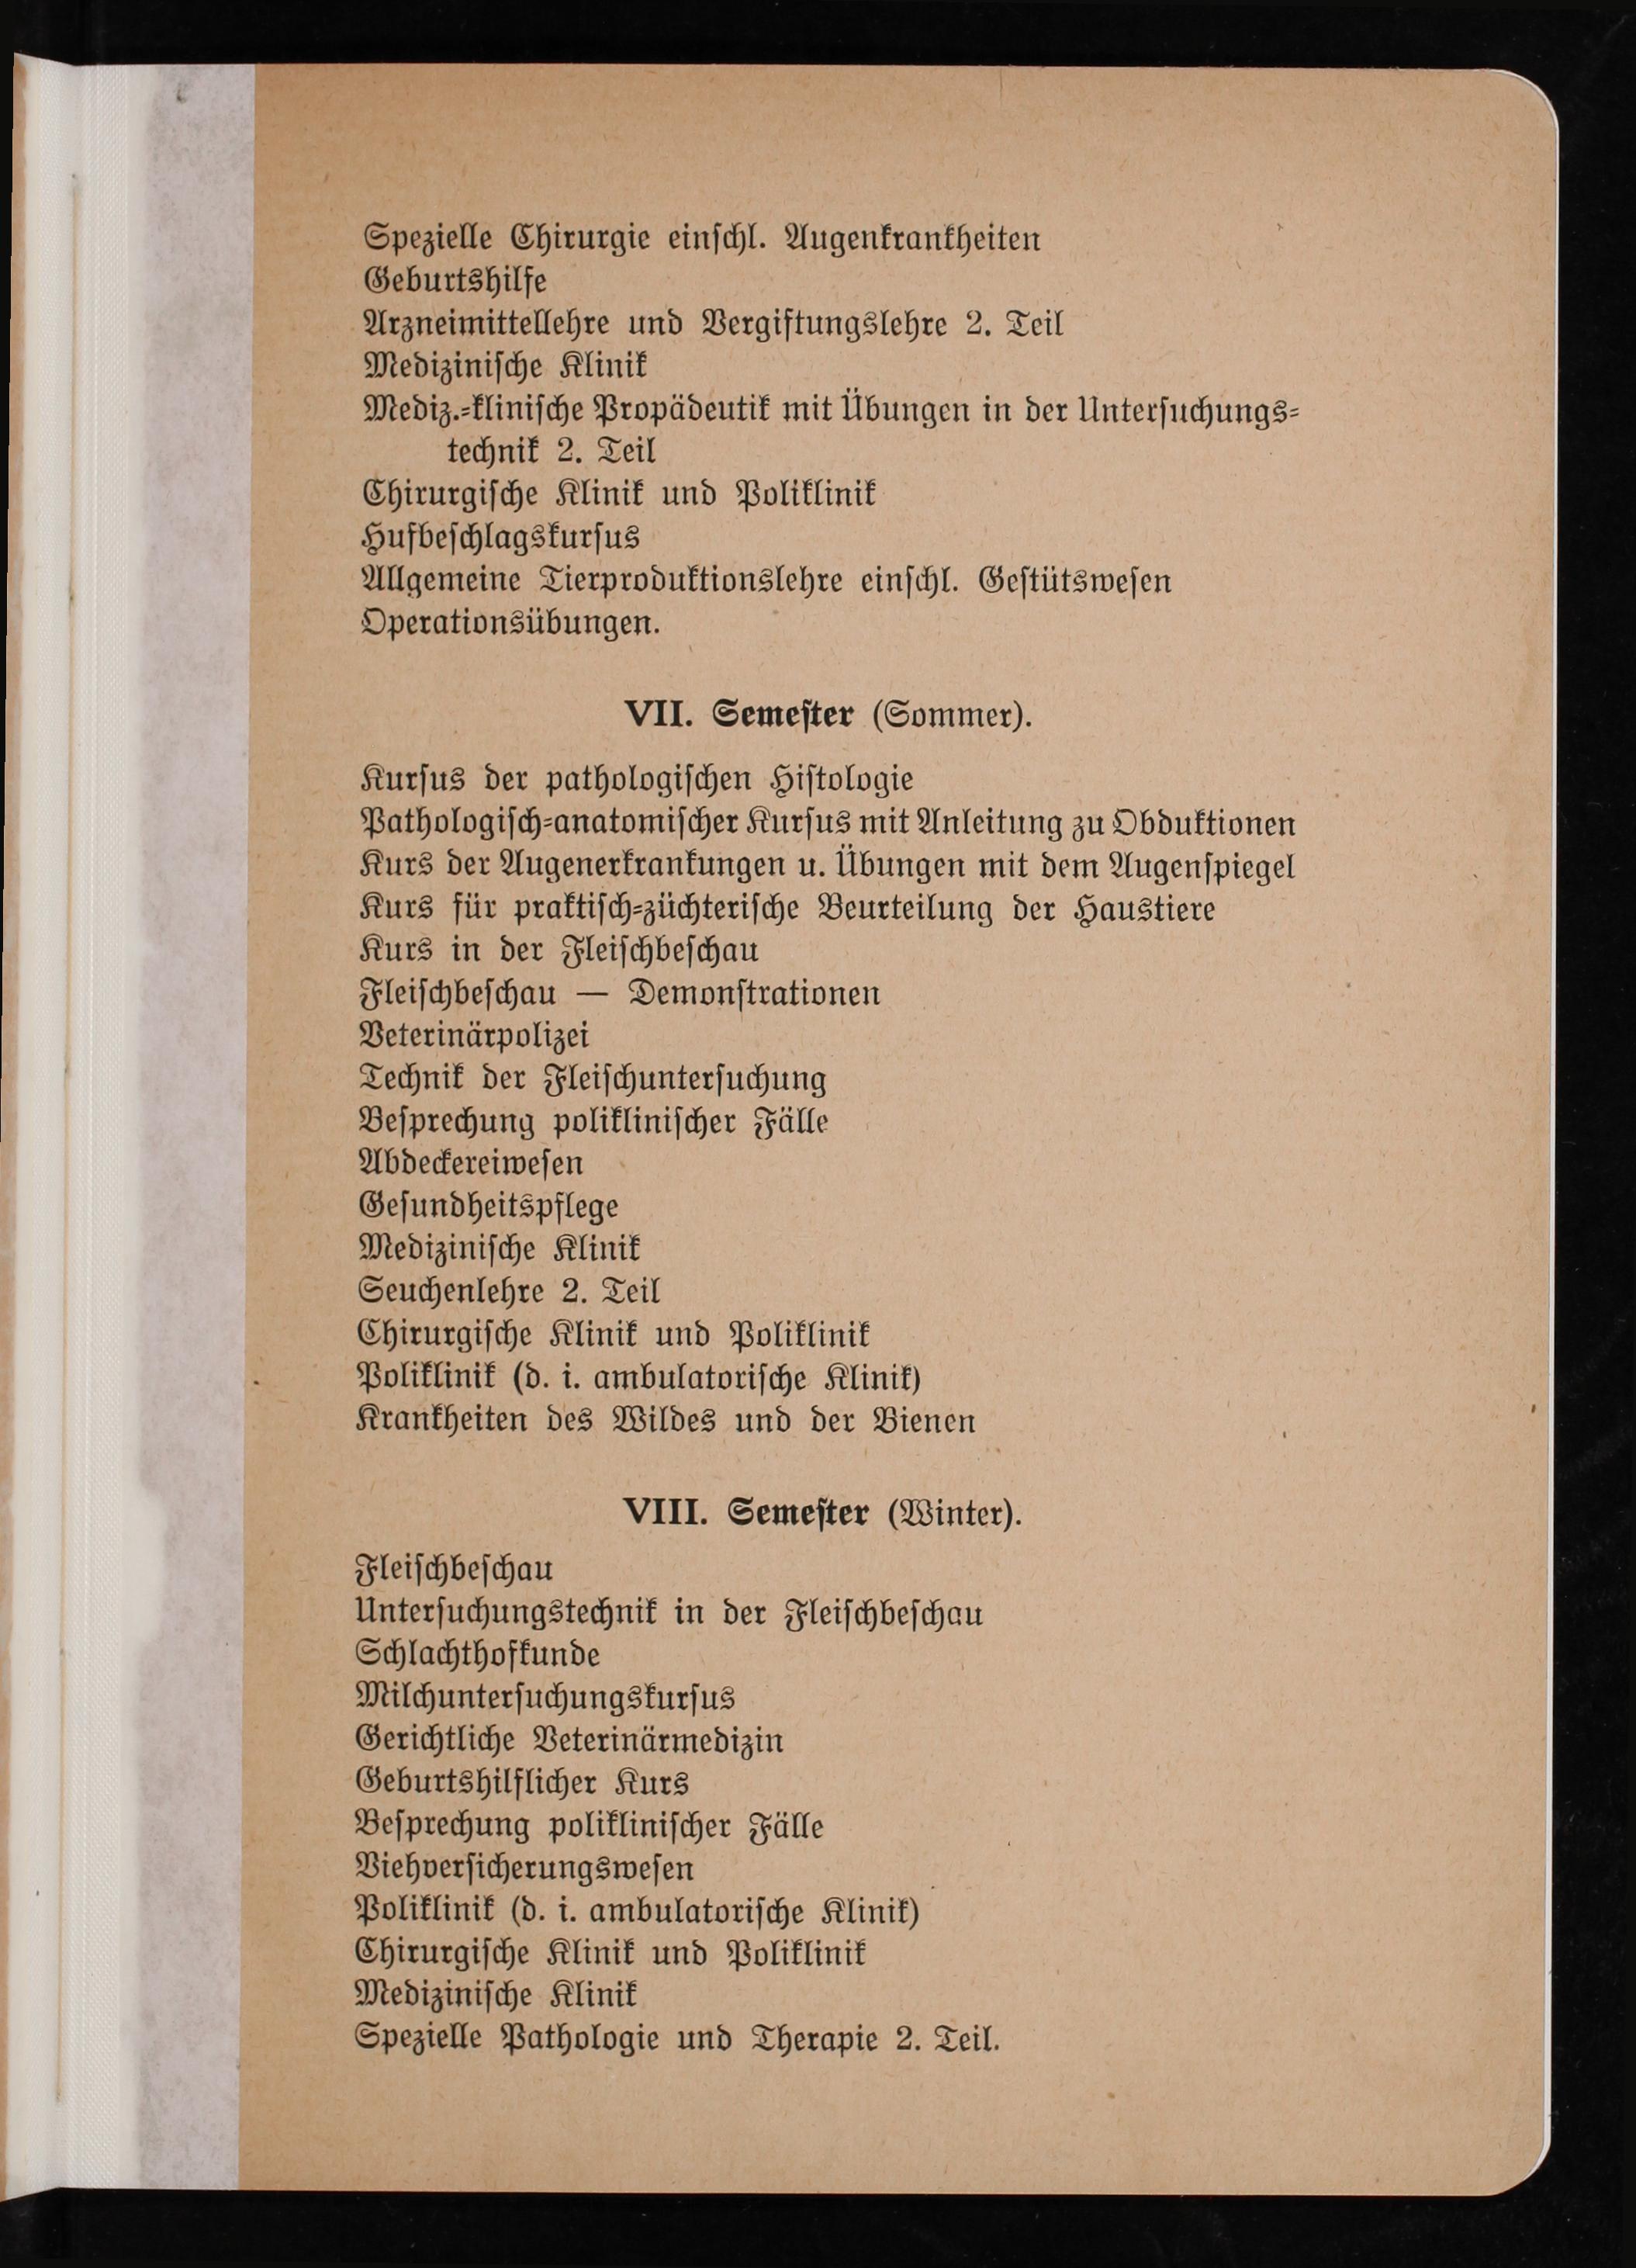 Spezielle Chirurgie einschl. Augenkrankheiten
Geburtshilfe
Arzneimittellehre und Vergiftungslehre 2. Teil
Medizinische Klinik
Mediz.-klinische Propädeutik mit Übungen in der Untersuchungs-
technik 2. Teil
Chirurgische Klinik und Poliklinik
Hufbeschlagskursus
Allgemeine Tierproduktionslehre einschl. Gestütswesen
Operationsübungen.
VII. Semester (Sommer).
Kursus der pathologischen Histologie
Pathologisch-anatomischer Kursus mit Anleitung zu Obduktionen
Kurs der Augenerkrankungen u. Übungen mit dem Augenspiegel
Kurs für praktisch-züchterische Beurteilung der Haustiere
Kurs in der Fleischbeschau
Fleischbeschau — Demonstrationen
Veterinärpolizei
Technik der Fleischuntersuchung
Besprechung poliklinischer Fälle
Abdeckereiwesen
Gesundheitspflege
Medizinische Klinik
Seuchenlehre 2. Teil
Chirurgische Klinik und Poliklinik
Poliklinik (d. i. ambulatorische Klinik)
Krankheiten des Wildes und der Bienen
VIII. Semester (Winter).
Fleischbeschau
Untersuchungstechnik in der Fleischbeschau
Schlachthofkunde
Milchuntersuchungskursus
Gerichtliche Veterinärmedizin
Geburtshilflicher Kurs
Besprechung poliklinischer Fälle
Viehversicherungswesen
Poliklinik (d. i. ambulatorische Klinik)
Chirurgische Klinik und Poliklinik
Medizinische Klinik
Spezielle Pathologie und Therapie 2. Teil.